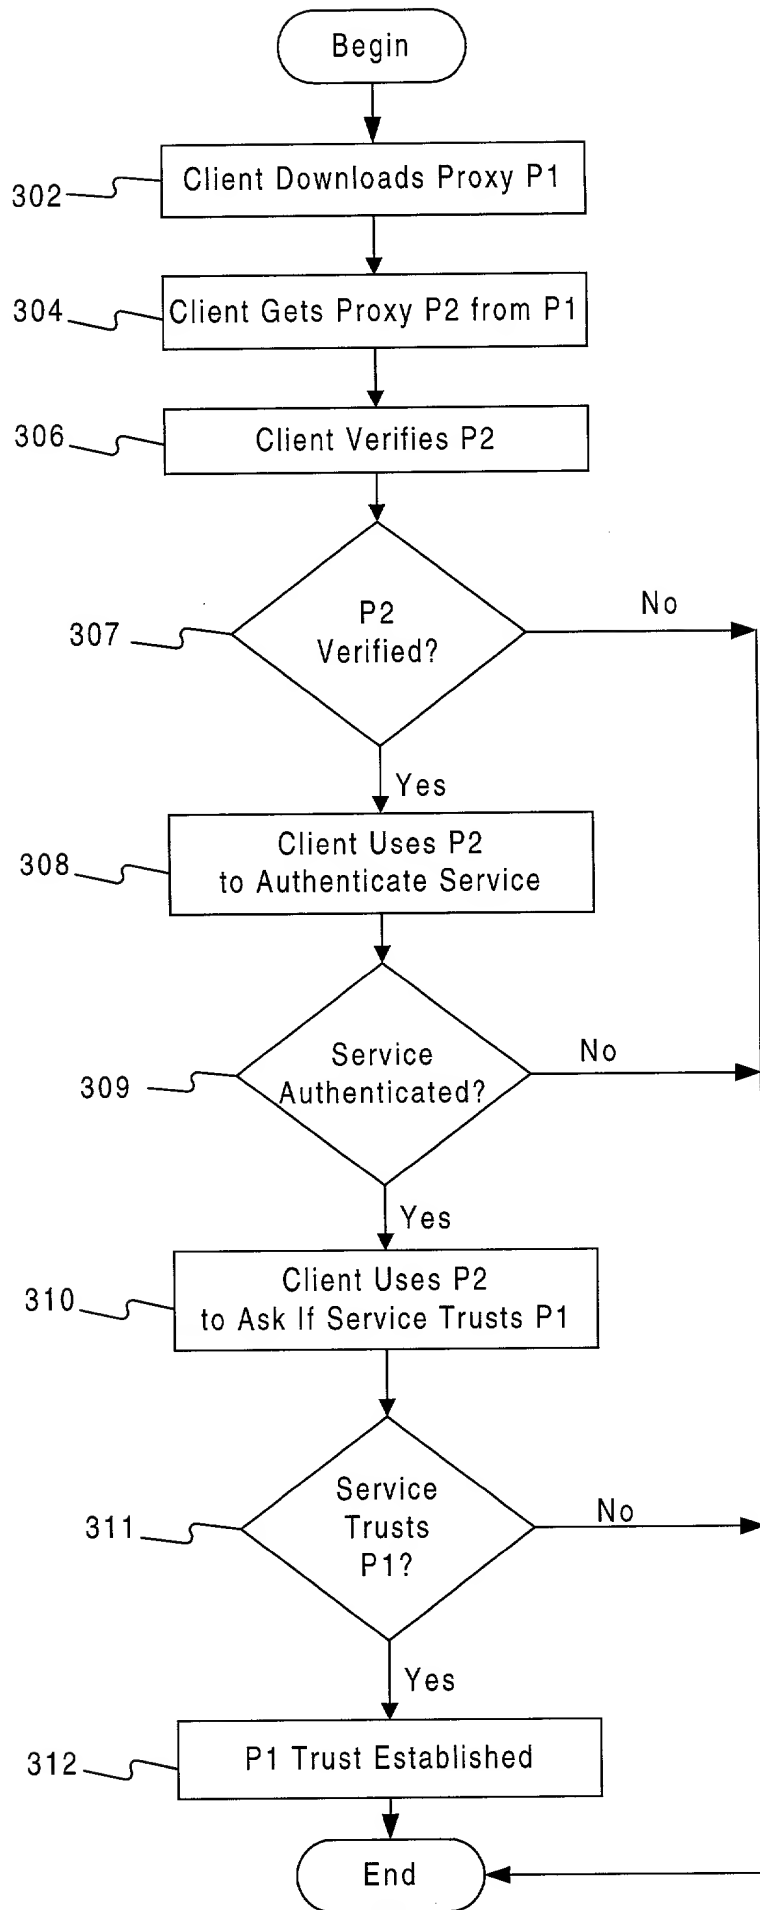 Begin
302
Client Downloads Proxy P1
304
Client Gets Proxy P2 from P1
306
Client Verifies P2
307
P2
Verified?
No
Yes
308
Client Uses P2
to Authenticate Service
309
Service
Authenticated?
No
Yes
310
Client Uses P2
to Ask If Service Trusts P1
311
Service
Trusts
P1?
No
Yes
312
P1 Trust Established
End